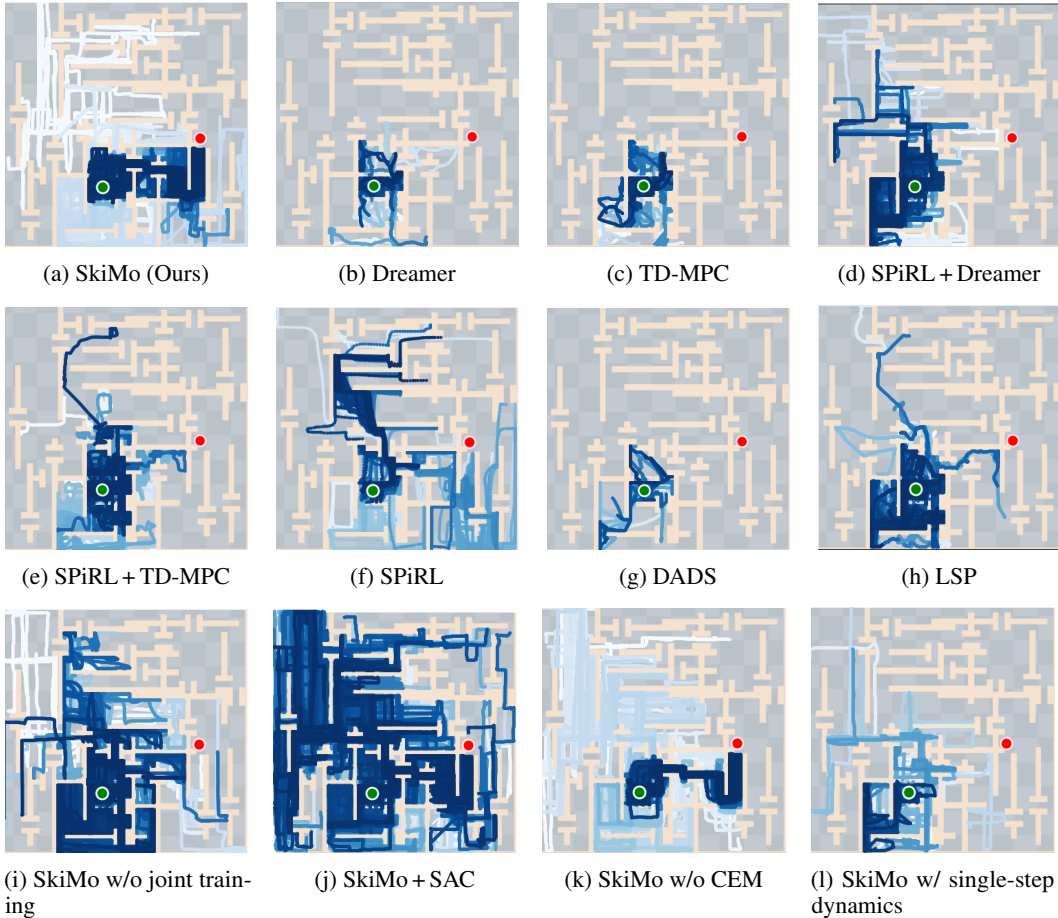 (a) SkiMo (Ours)
(b) Dreamer
(c) TD-MPC
(d) SPiRL + Dreamer
(e) SPiRL + TD-MPC
(f) SPiRL
(g) DADS
(h) LSP
(i) SkiMo w/o joint train-
ing
(j) SkiMo + SAC
(k) SkiMo w/o CEM
(l) SkiMo w/ single-step
dynamics